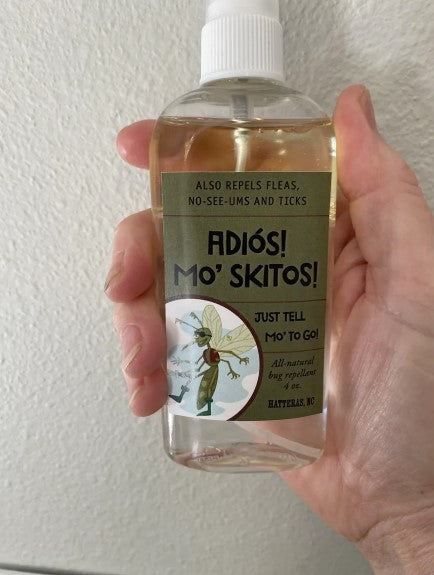 ALSO REPELS FLEAS,
NO-SEE-UMS AND TICKS
ADIÓS!
MO' SKITOS!
JUST TELL
MO' TO GO!
All-natural
bug repellant
4 oz.
HATTERAS, NC